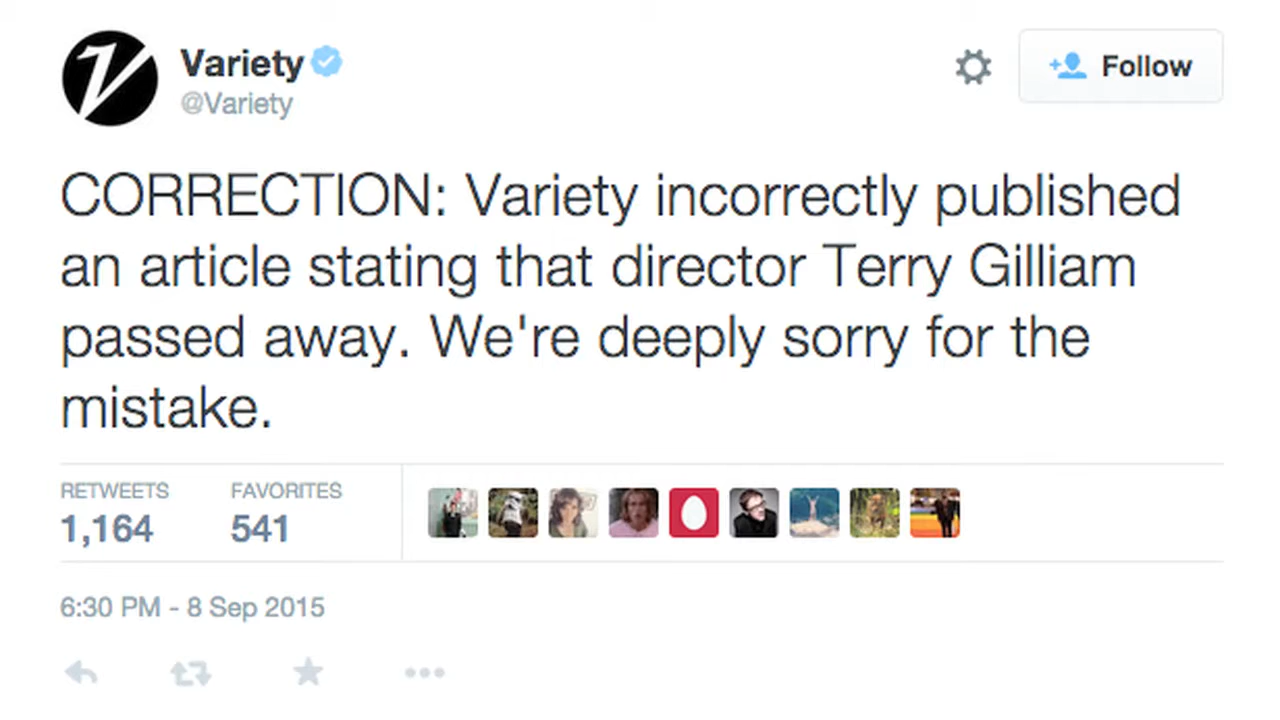 Variety
@Variety
Follow
CORRECTION: Variety incorrectly published
an article stating that director Terry Gilliam
passed away. We're deeply sorry for the
mistake.
RETWEETS FAVORITES
1,164 541
6:30 PM - 8 Sep 2015